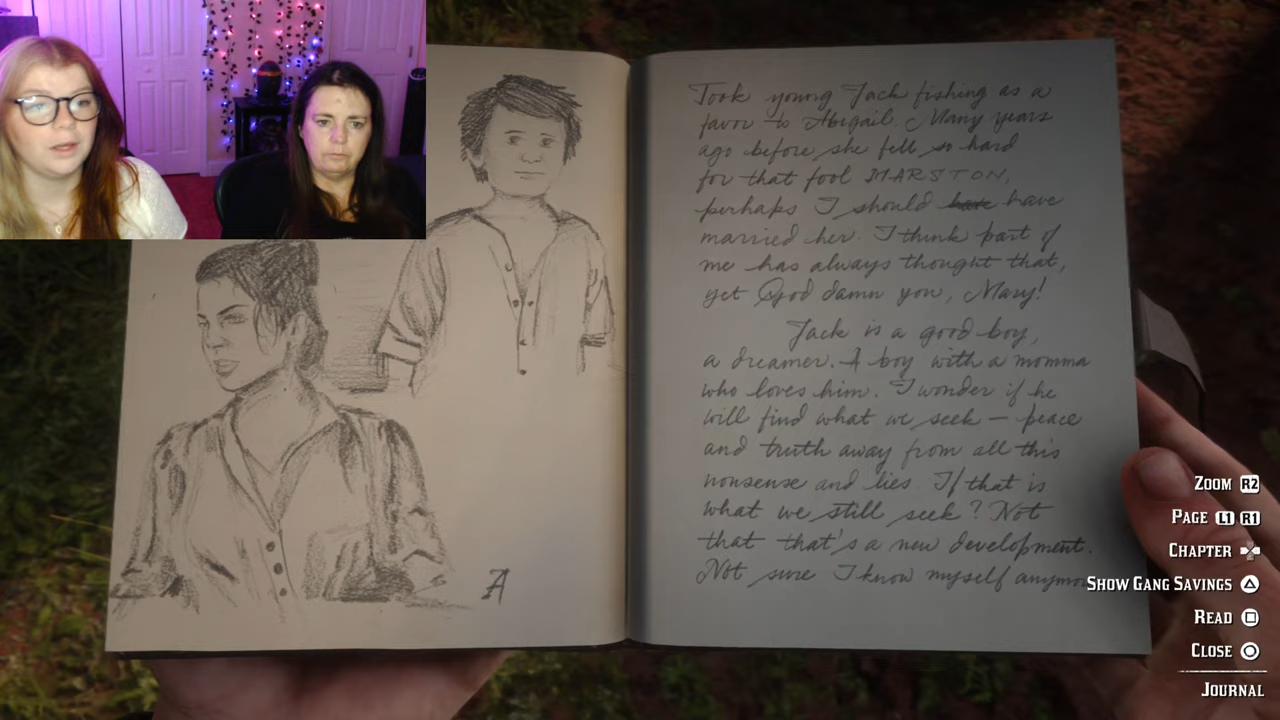 Took young Jack fishing as a
favor to Abigail. Many years
ago before she fell so hard
for that fool MARSTON,
perhaps I should have have
married her. I think part of
me has always thought that,
yet God damn you, Mary!
Jack is a good boy,
a dreamer. A boy with a momma
who loves him. I wonder if he
will find what we seek – peace
and truth away from all this
nonsense and lies. If that is
what we still seek? Not
that that's a new development.
Not sure I know myself
A
ZOOM R2
PAGE L1 R1
CHAPTER
SHOW GANG SAVINGS
READ
CLOSE
JOURNAL